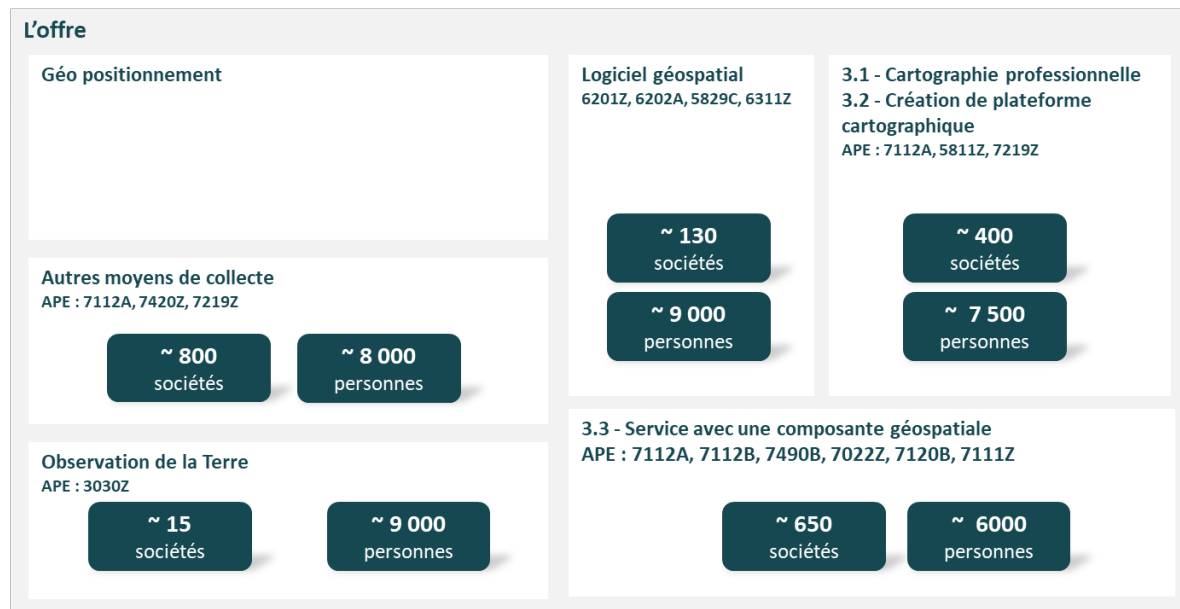 L'offre
Géo positionnement
Autres moyens de collecte
APE : 7112A, 7420Z, 7219Z
~ 800
sociétés
~ 8 000
personnes
Observation de la Terre
APE : 3030Z
~ 15
sociétés
~ 9 000
personnes
Logiciel géospatial
6201Z, 6202A, 5829C, 6311Z
~ 130
sociétés
~ 9 000
personnes
3.1 - Cartographie professionnelle
3.2 - Création de plateforme
cartographique
APE : 7112A, 5811Z, 7219Z
~ 400
sociétés
~ 7 500
personnes
3.3 - Service avec une composante géospatiale
APE : 7112A, 7112B, 7490B, 7022Z, 7120B, 7111Z
~ 650
sociétés
~ 6000
personnes